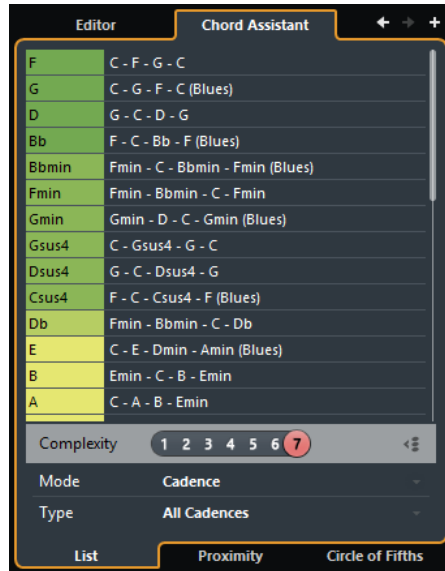 Editor Chord Assistant
F C - F - G - C
G C - G - F - C (Blues)
D G - C - D - G
Bb F - C - Bb - F (Blues)
Bbmin Fmin - C - Bbmin - Fmin (Blues)
Fmin Fmin - Bbmin - C - Fmin
Gmin Gmin - D - C - Gmin (Blues)
Gsus4 C - Gsus4 - G - C
Dsus4 G - C - Dsus4 - G
Csus4 F - C - Csus4 - F (Blues)
Db Fmin - Bbmin - C - Db
E C - E - Dmin - Amin (Blues)
B Emin - C - B - Emin
A C - A - B - Emin
Complexity 1 2 3 4 5 6 7
Mode Cadence
Type All Cadences
List Proximity Circle of Fifths